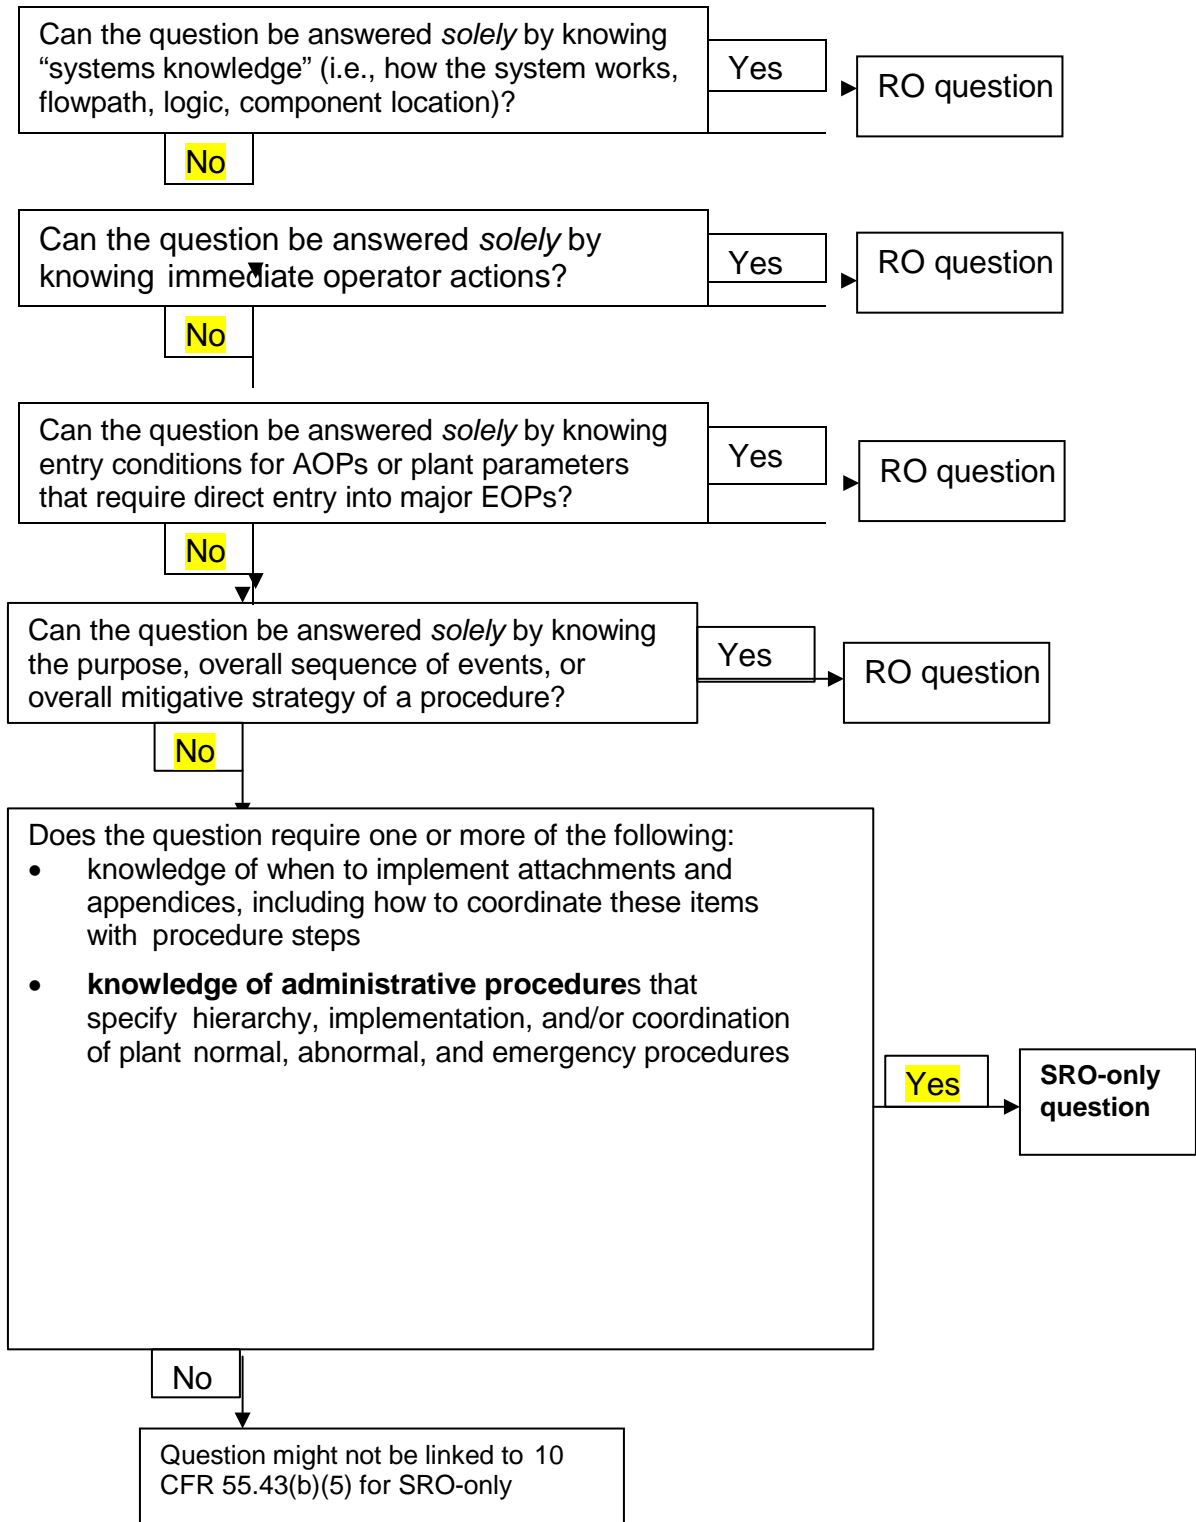 Can the question be answered solely by knowing
“systems knowledge” (i.e., how the system works,
flowpath, logic, component location)?
Yes
RO question
No
Can the question be answered solely by
knowing immediate operator actions?
Yes
RO question
No
Can the question be answered solely by knowing
entry conditions for AOPs or plant parameters
that require direct entry into major EOPs?
Yes
RO question
No
Can the question be answered solely by knowing
the purpose, overall sequence of events, or
overall mitigative strategy of a procedure?
Yes
RO question
No
Does the question require one or more of the following:
• knowledge of when to implement attachments and
appendices, including how to coordinate these items
with procedure steps
• knowledge of administrative procedures that
specify hierarchy, implementation, and/or coordination
of plant normal, abnormal, and emergency procedures
Yes
SRO-only
question
No
Question might not be linked to 10
CFR 55.43(b)(5) for SRO-only